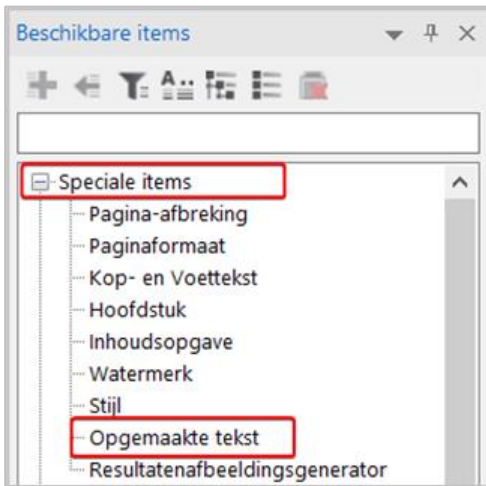 Beschikbare items
Speciale items
Pagina-afbreking
Paginaformaat
Kop- en Voettekst
Hoofdstuk
Inhoudsopgave
Watermerk
Stijl
Opgemaakte tekst
Resultatenafbeeldingsgenerator